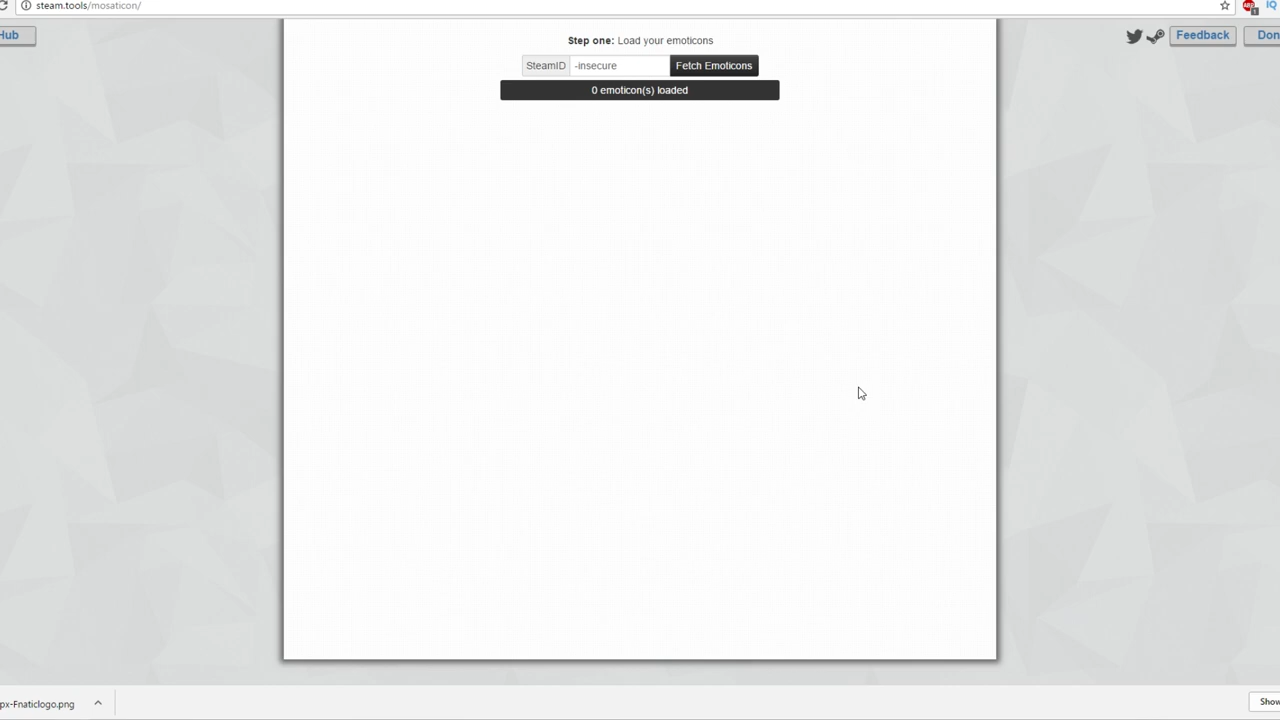 steam.tools/mosaticon/
Hub
Feedback
Don
Step one: Load your emoticons
SteamID
-insecure
Fetch Emoticons
0 emoticon(s) loaded
px-Fnaticlogo.png
Show